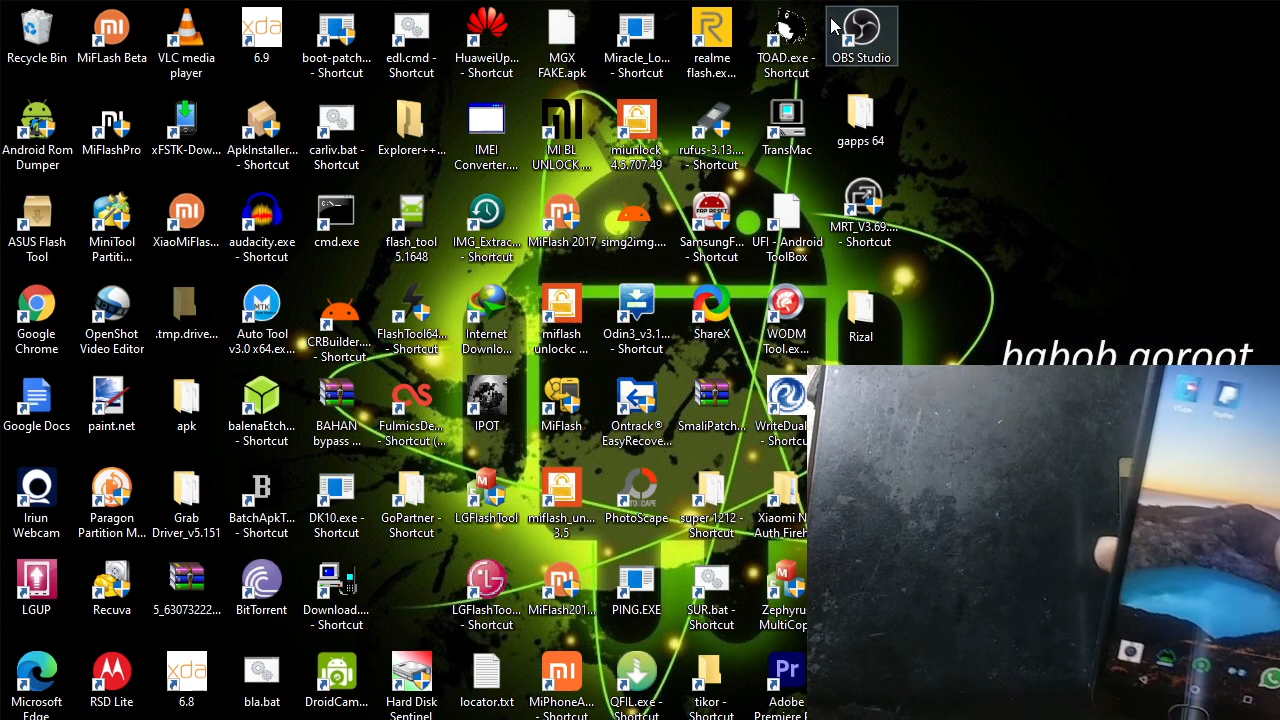 Recycle Bin
MiFLash Beta
VLC media
player
xda
6.9
boot-patch...
- Shortcut
edl.cmd -
Shortcut
HuaweiUp...
- Shortcut
MGX
FAKE.apk
Miracle_Lo...
- Shortcut
realme
flash.ex...
TOAD.exe -
Shortcut
OBS Studio
Android Rom
Dumper
MiFlashPro
xFSTK-Dow...
ApkInstaller...
- Shortcut
carliv.bat -
Shortcut
Explorer++...
IMEI
Converter....
MI BL
UNLOCK ...
miunlock
4.5.707.49
rufus-3.13....
- Shortcut
TransMac
gapps 64
ASUS Flash
Tool
MiniTool
Partiti...
XiaoMiFlas...
audacity.exe
- Shortcut
cmd.exe
flash_tool
5.1648
IMG_Extrac...
- Shortcut
MiFlash 2017
simg2img....
- Shortcut
FRP RESET
SamsungF...
- Shortcut
UFI - Android
ToolBox
MRT_V3.69....
- Shortcut
Google
Chrome
OpenShot
Video Editor
.tmp.drive...
MTK
Auto Tool
v3.0 x64.ex...
CRBuilder....
- Shortcut
FlashTool64...
- Shortcut
Internet
Downlo...
miflash
unlockc ...
Odin3_v3.1...
- Shortcut
ShareX
WODM
Tool.ex...
Rizal
babob goroot
Google Docs
paint.net
apk
balenaEtch...
- Shortcut
BAHAN
bypass ...
FulmicsDe...
- Shortcut (...
IPOT
MiFlash
Ontrack®
EasyRecove...
SmaliPatch...
WriteDual...
- Shortcut
Iriun
Webcam
Paragon
Partition M...
Grab
Driver_v5.151
BatchApkT...
- Shortcut
DK10.exe -
Shortcut
GoPartner -
Shortcut
LGFlashTool
miflash_un...
3.5
PhotoScape
super 1212 -
Shortcut
Xiaomi N
Auth_Fireh
LGUP
Recuva
5_63073222...
BitTorrent
Download....
- Shortcut
LGFlashToo...
- Shortcut
MiFlash201...
- Shortcut
PING.EXE
SUR.bat -
Shortcut
Zephyru
MultiCop
Microsoft
Edge
RSD Lite
xda
6.8
bla.bat
DroidCam...
Hard Disk
Sentinel
locator.txt
MiPhoneA...
- Shortcut
QFIL.exe -
Shortcut
tikor -
Shortcut
Pr
Adobe
Premiere P